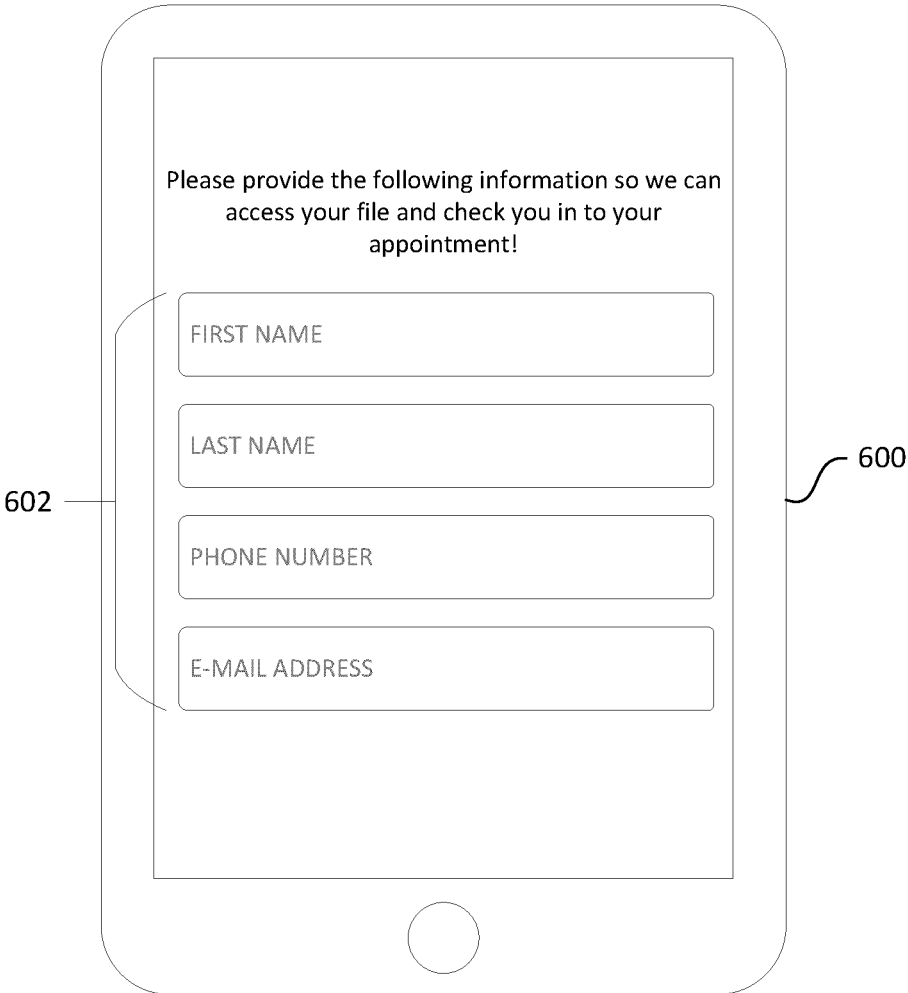 Please provide the following information so we can
access your file and check you in to your
appointment!
FIRST NAME
LAST NAME
600
602
PHONE NUMBER
E-MAIL ADDRESS